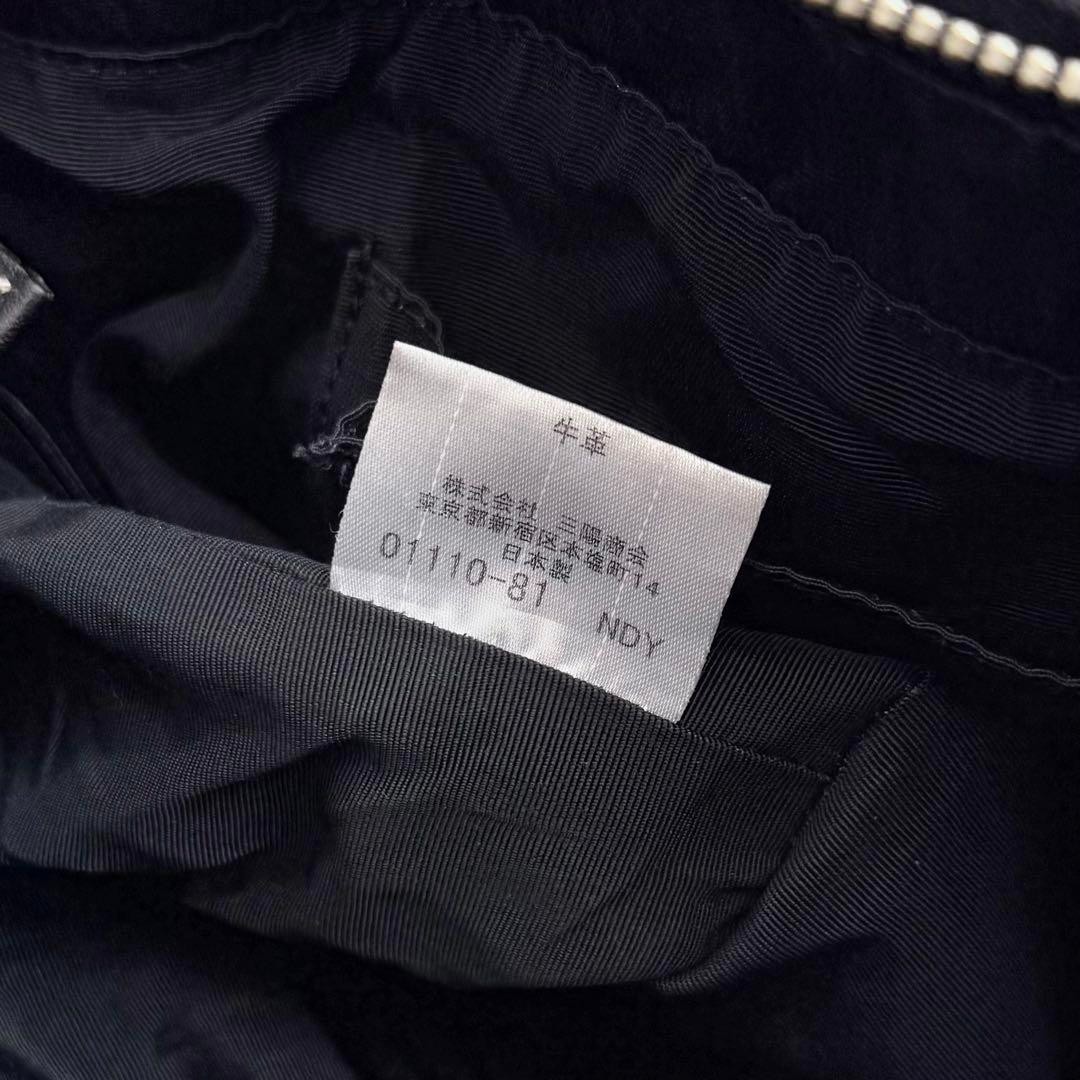 牛革
株式会社 三陽商会
東京都新宿区本塩町14
日本製
01110-81
NDY